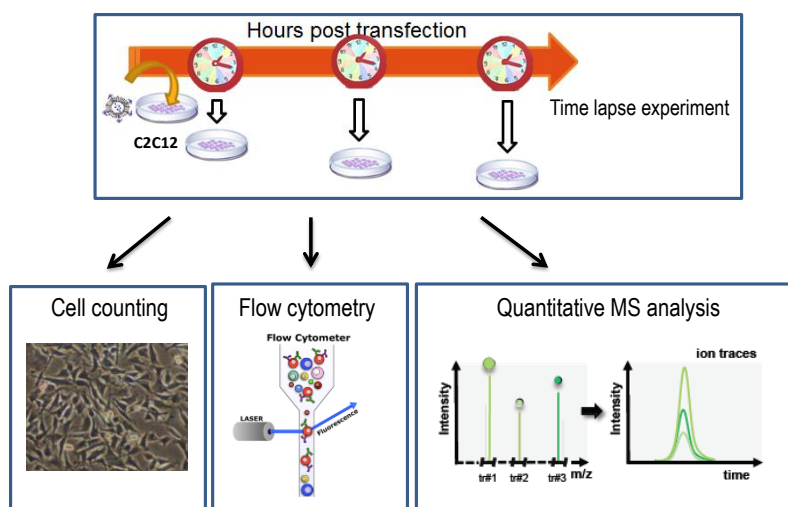 Hours post transfection
Time lapse experiment
C2C12
Cell counting
Flow cytometry
Quantitative MS analysis
Flow Cytometer
LASER
Fluorescence
Intensity
tr#1
tr#2
tr#3
m/z
ion traces
Intensity
time